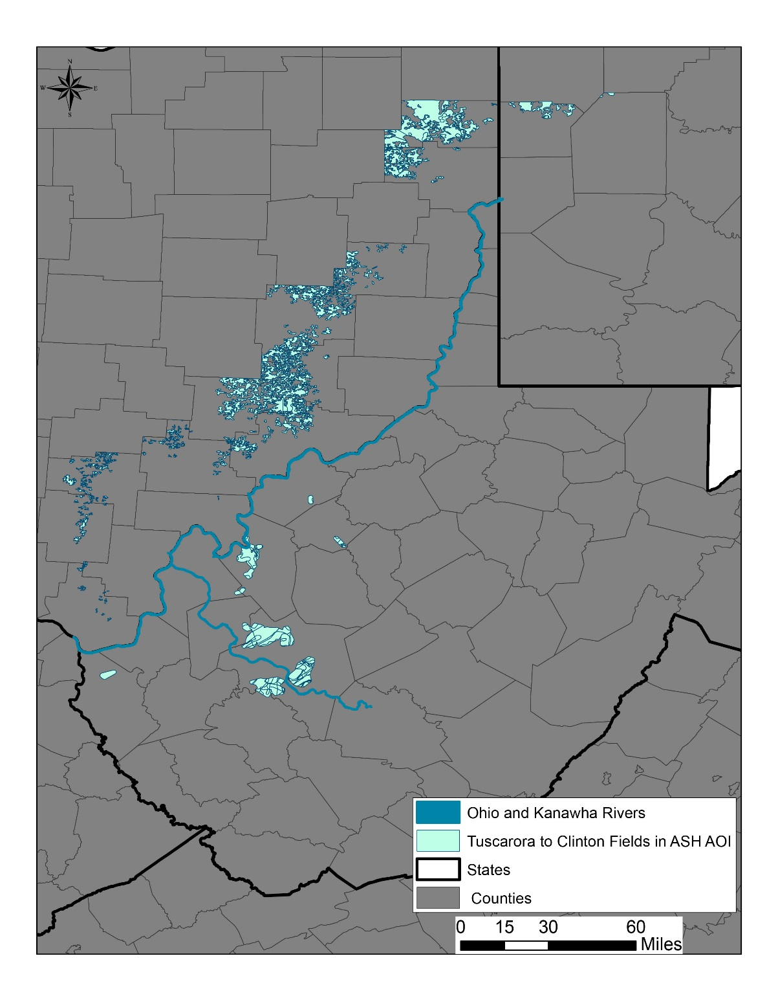 N
W E
S
Ohio and Kanawha Rivers
Tuscarora to Clinton Fields in ASH AOI
States
Counties
0 15 30 60
Miles